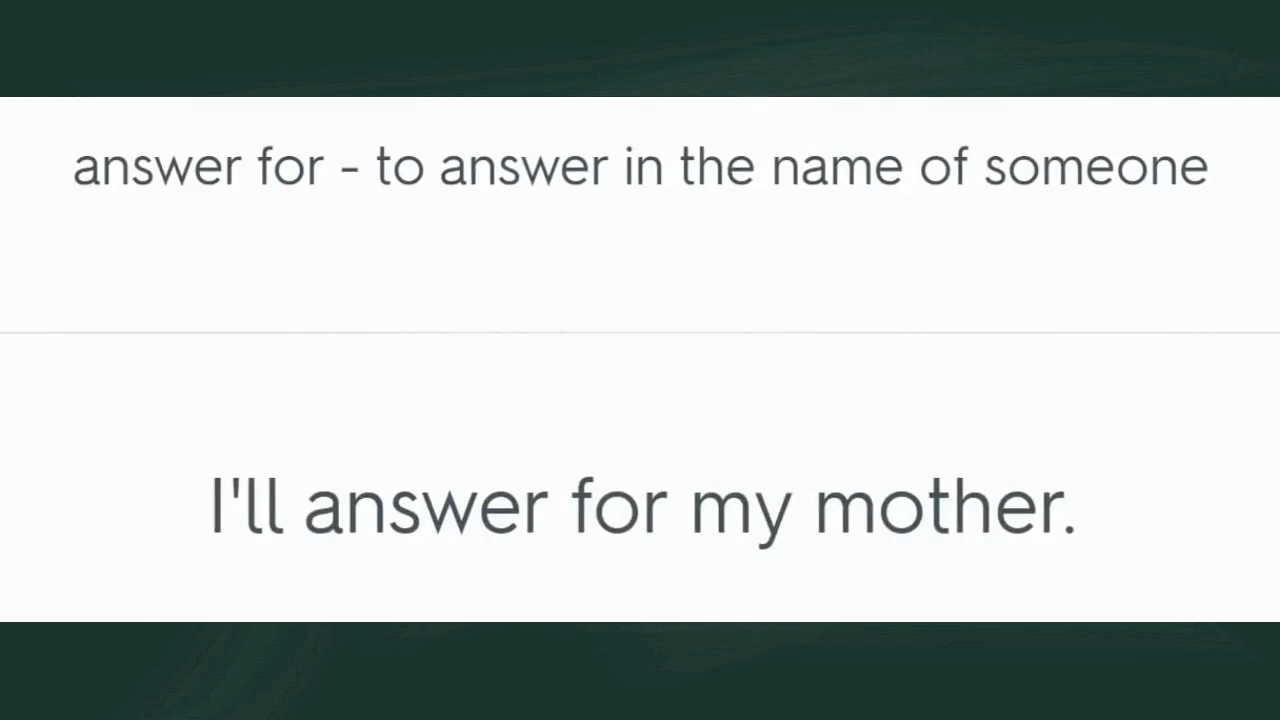 answer for - to answer in the name of someone
I'll answer for my mother.